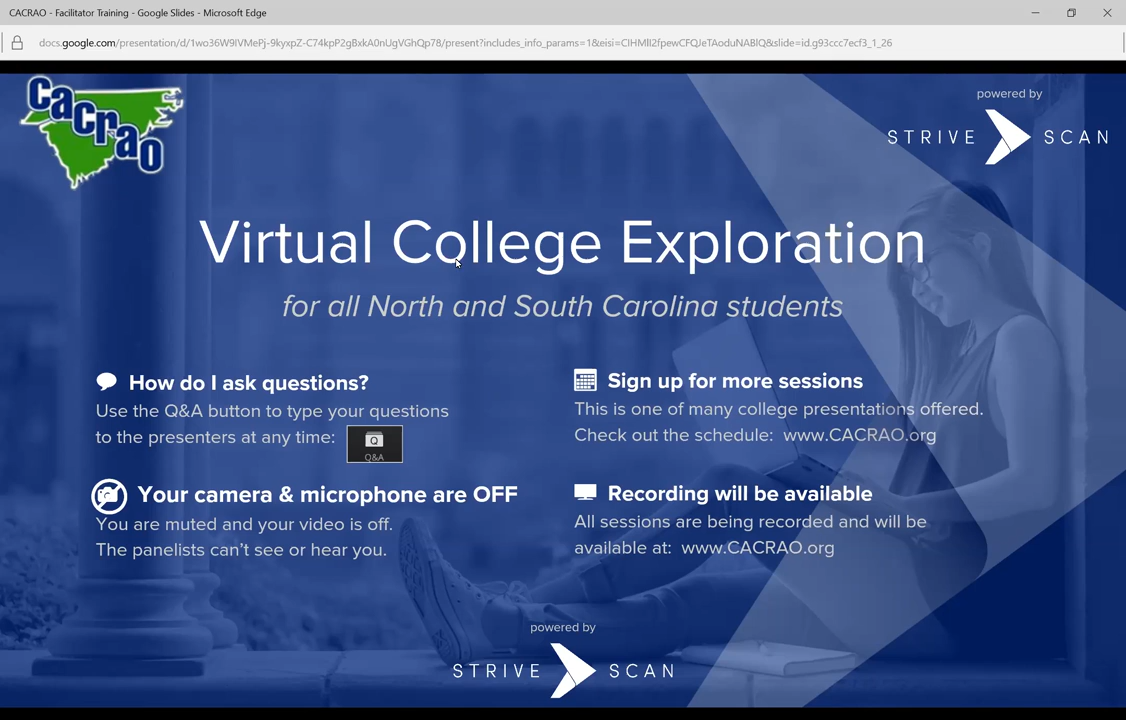 CACRAO - Facilitator Training - Google Slides - Microsoft Edge
docs.google.com/presentation/d/1wo36W9IVMePj-9kyxpZ-C74kpP2gBxkA0nUgVGhQp78/present?includes_info_params=1&eisi=CIHMlI2fpewCFQJeTAoduNABIQ&slide=id.g93ccc7ecf3_1_26
cacrao
powered by
STRIVE SCAN
Virtual College Exploration
for all North and South Carolina students
How do I ask questions?
Use the Q&A button to type your questions
to the presenters at any time:
Q
Q&A
Your camera & microphone are OFF
You are muted and your video is off.
The panelists can't see or hear you.
Sign up for more sessions
This is one of many college presentations offered.
Check out the schedule: www.CACRAO.org
Recording will be available
All sessions are being recorded and will be
available at: www.CACRAO.org
powered by
STRIVE SCAN